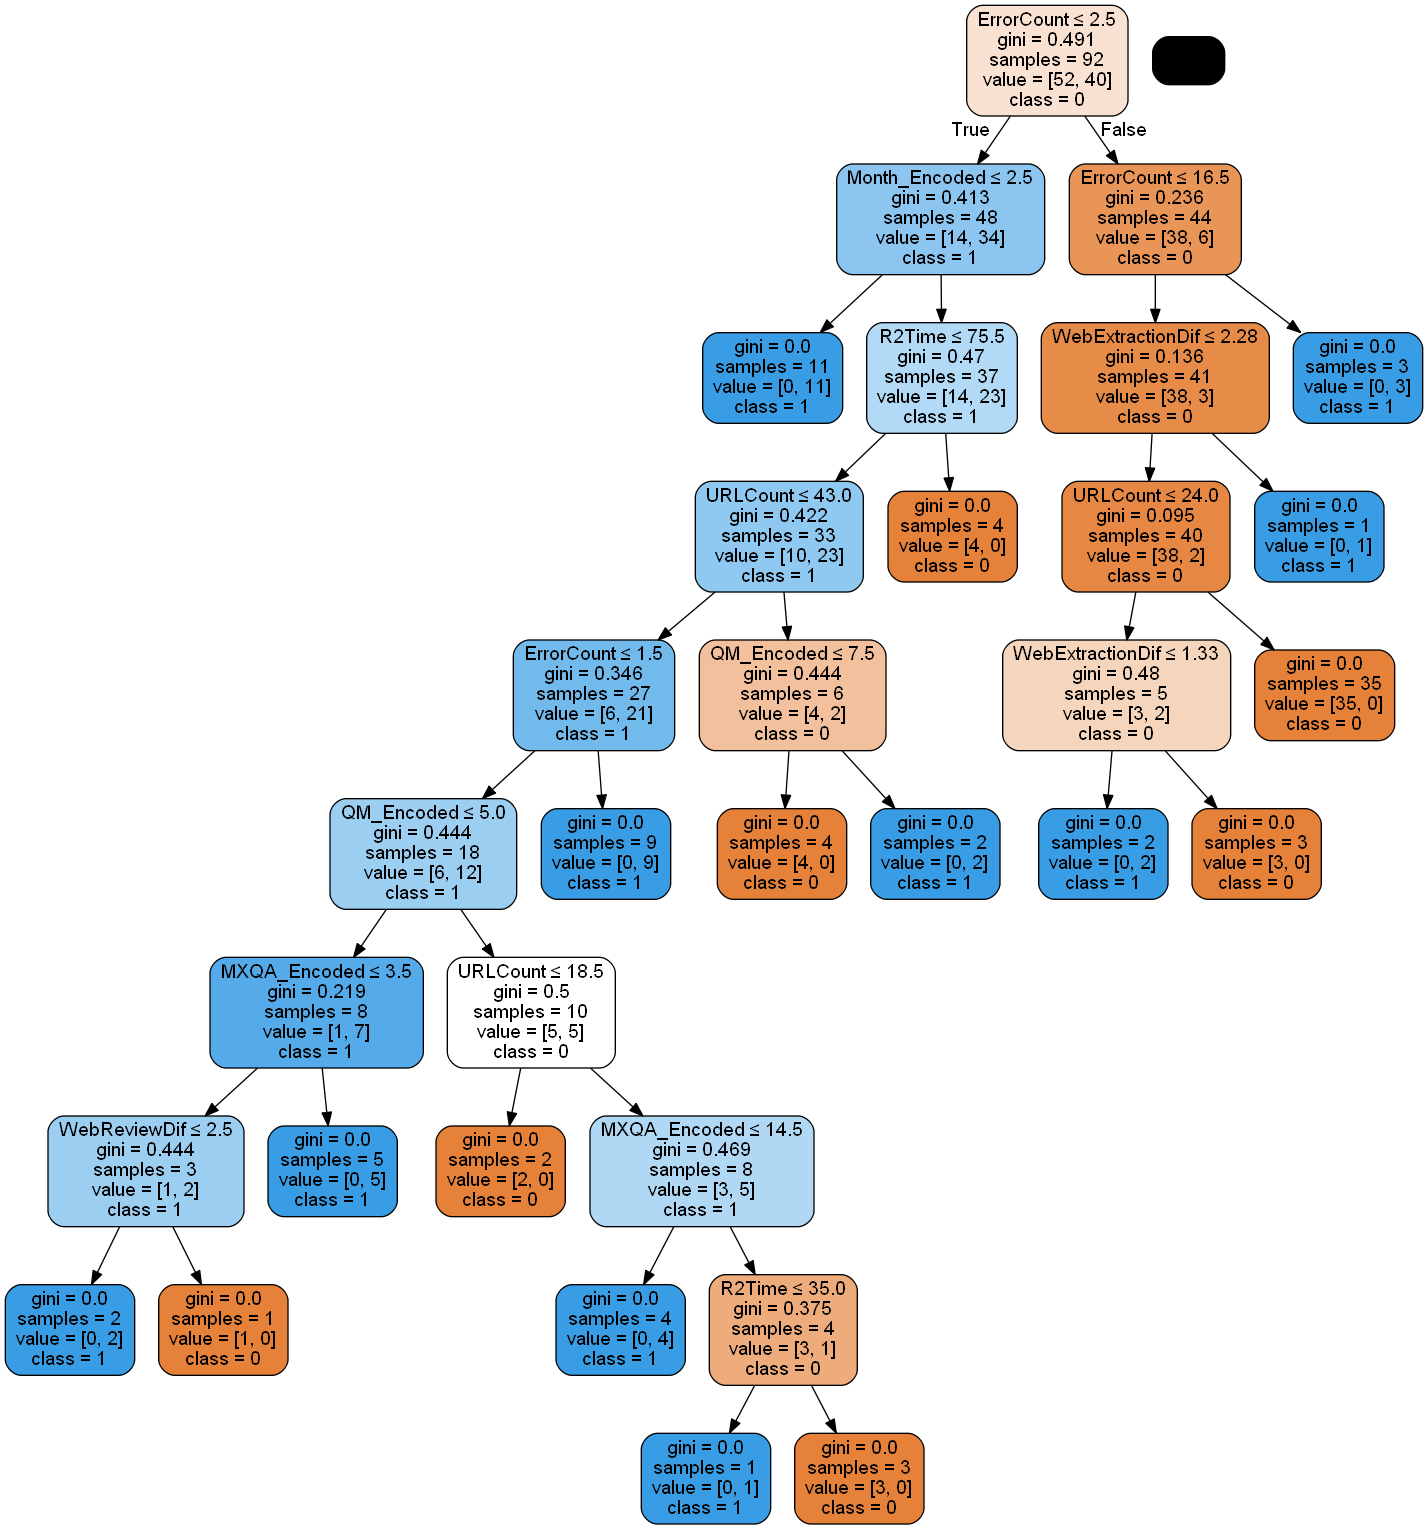 ErrorCount ≤ 2.5
gini = 0.491
samples = 92
value = [52, 40]
class = 0
True
False
Month_Encoded ≤ 2.5
gini = 0.413
samples = 48
value = [14, 34]
class = 1
ErrorCount ≤ 16.5
gini = 0.236
samples = 44
value = [38, 6]
class = 0
gini = 0.0
samples = 11
value = [0, 11]
class = 1
R2Time ≤ 75.5
gini = 0.47
samples = 37
value = [14, 23]
class = 1
WebExtractionDif ≤ 2.28
gini = 0.136
samples = 41
value = [38, 3]
class = 0
gini = 0.0
samples = 3
value = [0, 3]
class = 1
URLCount ≤ 43.0
gini = 0.422
samples = 33
value = [10, 23]
class = 1
gini = 0.0
samples = 4
value = [4, 0]
class = 0
URLCount ≤ 24.0
gini = 0.095
samples = 40
value = [38, 2]
class = 0
gini = 0.0
samples = 1
value = [0, 1]
class = 1
ErrorCount ≤ 1.5
gini = 0.346
samples = 27
value = [6, 21]
class = 1
QM_Encoded ≤ 7.5
gini = 0.444
samples = 6
value = [4, 2]
class = 0
WebExtractionDif ≤ 1.33
gini = 0.48
samples = 5
value = [3, 2]
class = 0
gini = 0.0
samples = 35
value = [35, 0]
class = 0
QM_Encoded ≤ 5.0
gini = 0.444
samples = 18
value = [6, 12]
class = 1
gini = 0.0
samples = 9
value = [0, 9]
class = 1
gini = 0.0
samples = 4
value = [4, 0]
class = 0
gini = 0.0
samples = 2
value = [0, 2]
class = 1
gini = 0.0
samples = 2
value = [0, 2]
class = 1
gini = 0.0
samples = 3
value = [3, 0]
class = 0
MXQA_Encoded ≤ 3.5
gini = 0.219
samples = 8
value = [1, 7]
class = 1
URLCount ≤ 18.5
gini = 0.5
samples = 10
value = [5, 5]
class = 0
WebReviewDif ≤ 2.5
gini = 0.444
samples = 3
value = [1, 2]
class = 1
gini = 0.0
samples = 5
value = [0, 5]
class = 1
gini = 0.0
samples = 2
value = [2, 0]
class = 0
MXQA_Encoded ≤ 14.5
gini = 0.469
samples = 8
value = [3, 5]
class = 1
gini = 0.0
samples = 2
value = [0, 2]
class = 1
gini = 0.0
samples = 1
value = [1, 0]
class = 0
gini = 0.0
samples = 4
value = [0, 4]
class = 1
R2Time ≤ 35.0
gini = 0.375
samples = 4
value = [3, 1]
class = 0
gini = 0.0
samples = 1
value = [0, 1]
class = 1
gini = 0.0
samples = 3
value = [3, 0]
class = 0